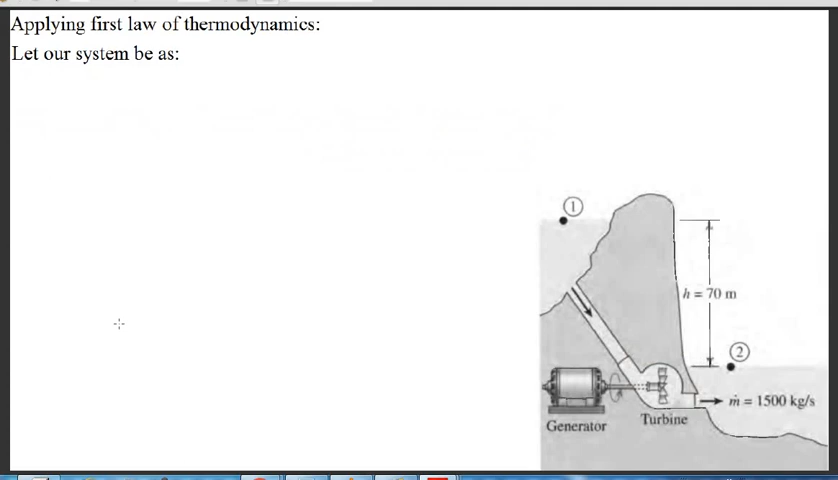 Applying first law of thermodynamics:
Let our system be as:
①
h = 70 m
②
ṁ = 1500 kg/s
Generator
Turbine